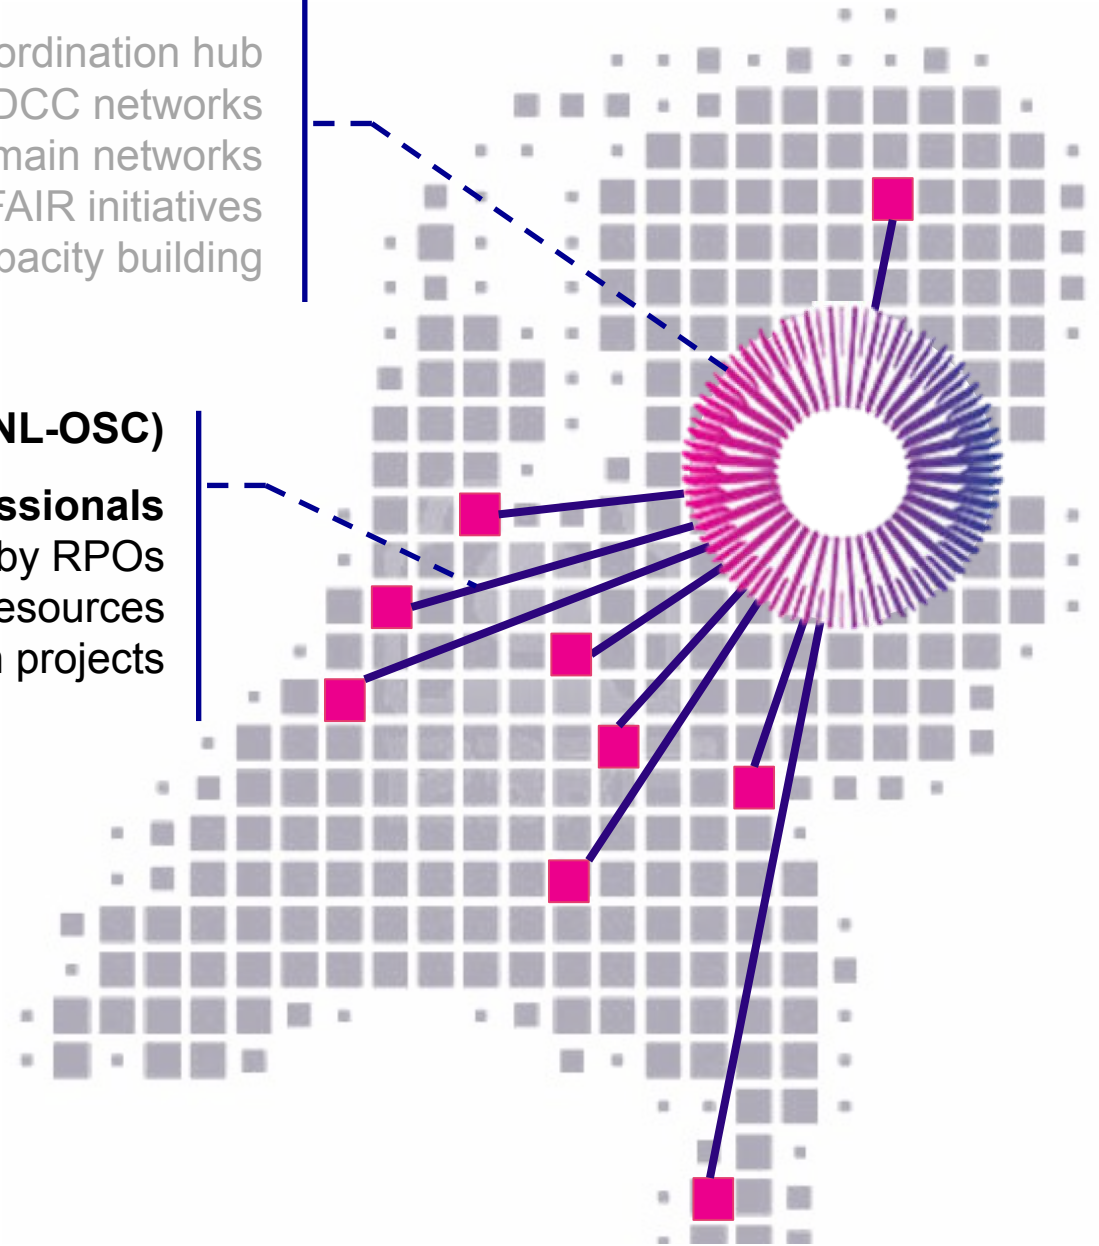 ordination hub
DCC networks
main networks
FAIR initiatives
pacity building
NL-OSC)
ssionals
by RPOs
esources
projects